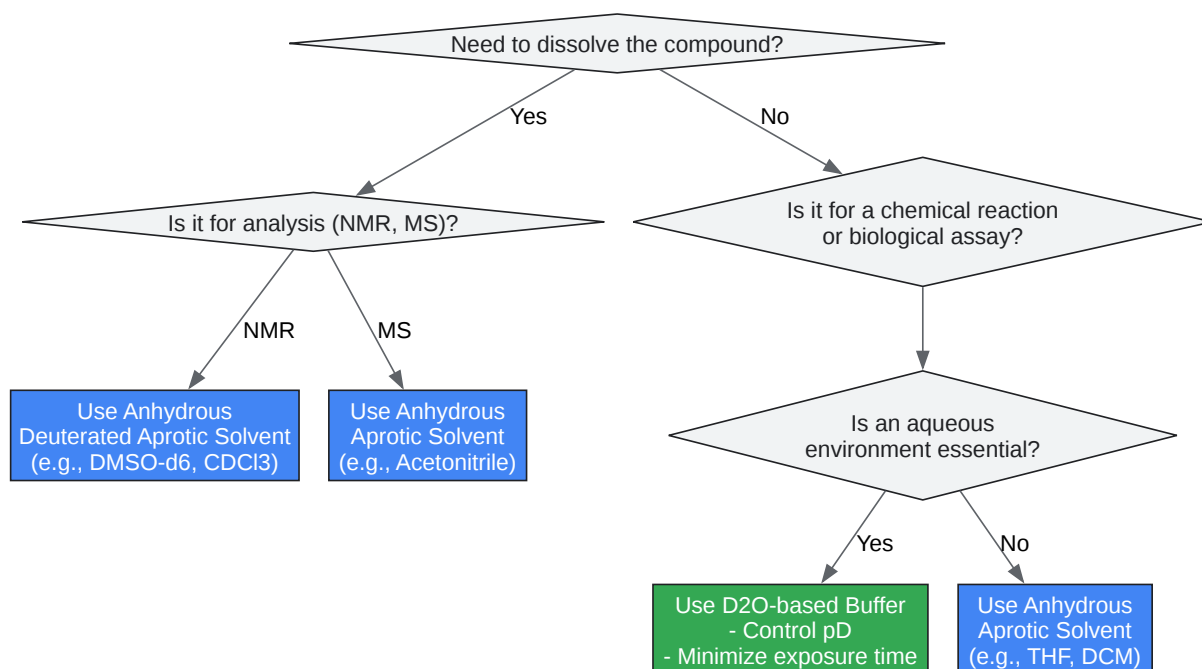 Need to dissolve the compound?
Yes
No
Is it for analysis (NMR, MS)?
Is it for a chemical reaction
or biological assay?
NMR
MS
Use Anhydrous
Deuterated Aprotic Solvent
(e.g., DMSO-d6, CDCl3)
Use Anhydrous
Aprotic Solvent
(e.g., Acetonitrile)
Is an aqueous
environment essential?
Yes
No
Use D2O-based Buffer
- Control pD
- Minimize exposure time
Use Anhydrous
Aprotic Solvent
(e.g., THF, DCM)